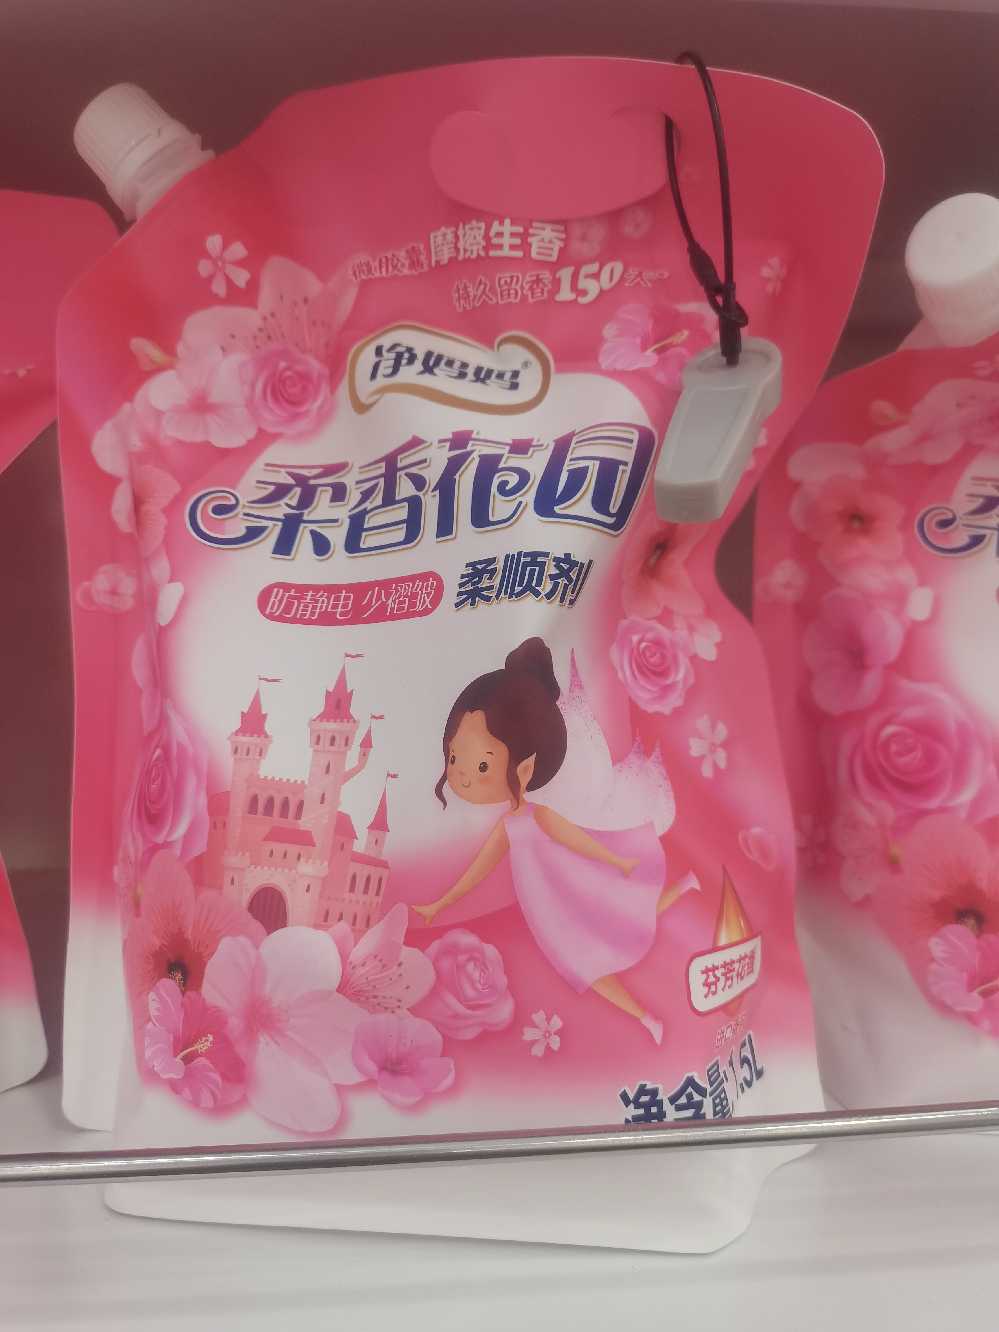 微胶囊摩擦生香
持久留香150天
净妈妈®
柔香花园
防静电 少褶皱 柔顺剂
芬芳花香
净含量:1.5L
柔